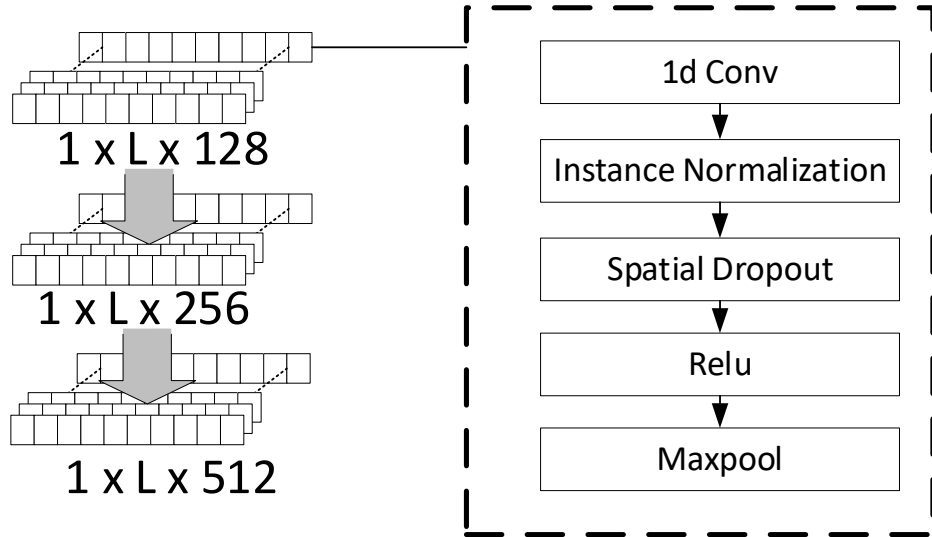 1 x L x 128
1 x L x 256
1 x L x 512
1d Conv
Instance Normalization
Spatial Dropout
Relu
Maxpool